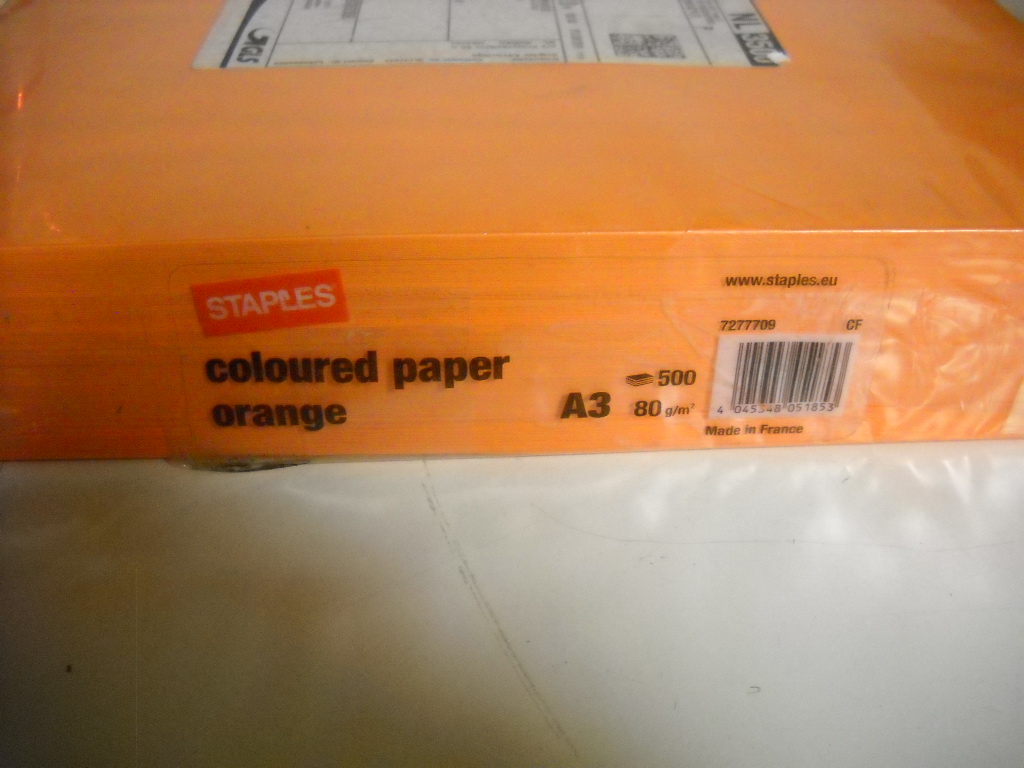 GLS
STAPLES
www.staples.eu
7277709 CF
coloured paper
orange
A3
500
80 g/m²
4 045348 051853
Made in France